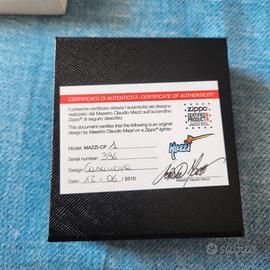 CERTIFICATO DI AUTENTICITÀ - CERTIFICATE OF AUTHENTICITY
Il presente certificato attesta l'autenticità del disegno
realizzato dal Maestro Claudio Mazzi sull'accendino
Zippo® di seguito descritto:
This document certifies that the following is an original
design by Maestro Claudio Mazzi on a Zippo® lighter
zippo
CERTIFIED
PRODUCT
Model: MAZZI-CP 1
Serial number: 396
Design: Casanova
Date: 12/06/2010
MAZZI
Maestro Claudio Mazzi
subito